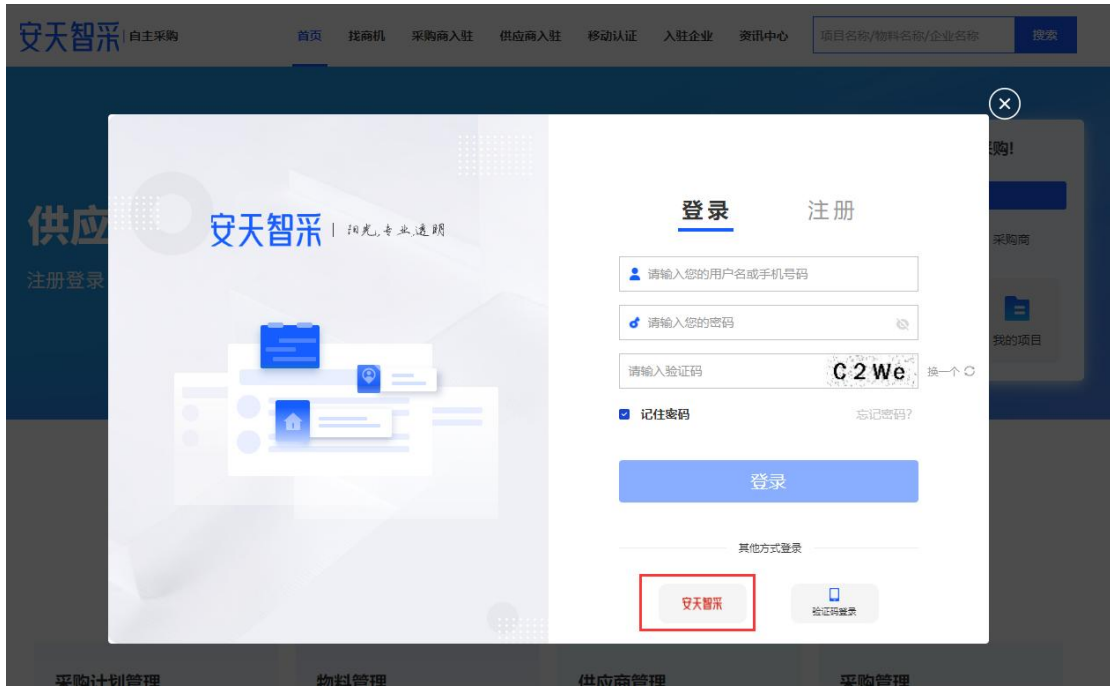 安天智采 | 自主采购 首页 找商机 采购商入驻 供应商入驻 移动认证 入驻企业 资讯中心 项目名称/物料名称/企业名称 搜索
购!
供应
注册登录
采购商
我的项目
安天智采 | 阳光,专业,透明
登录 注册
请输入您的用户名或手机号码
请输入您的密码
请输入验证码 C2We 换一个
记住密码 忘记密码?
登录
其他方式登录
安天智采 验证码登录
采购计划管理 物料管理 供应商管理 采购管理